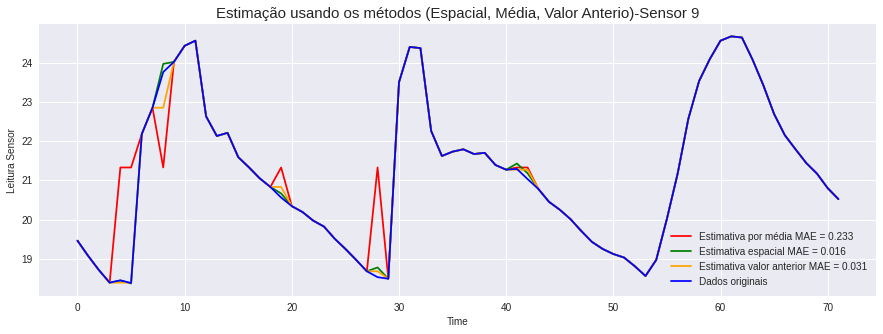 Estimação usando os métodos (Espacial, Média, Valor Anterio)-Sensor 9
Leitura Sensor
24
23
22
21
20
19
Estimativa por média MAE = 0.233
Estimativa espacial MAE = 0.016
Estimativa valor anterior MAE = 0.031
Dados originais
0 10 20 30 40 50 60 70
Time